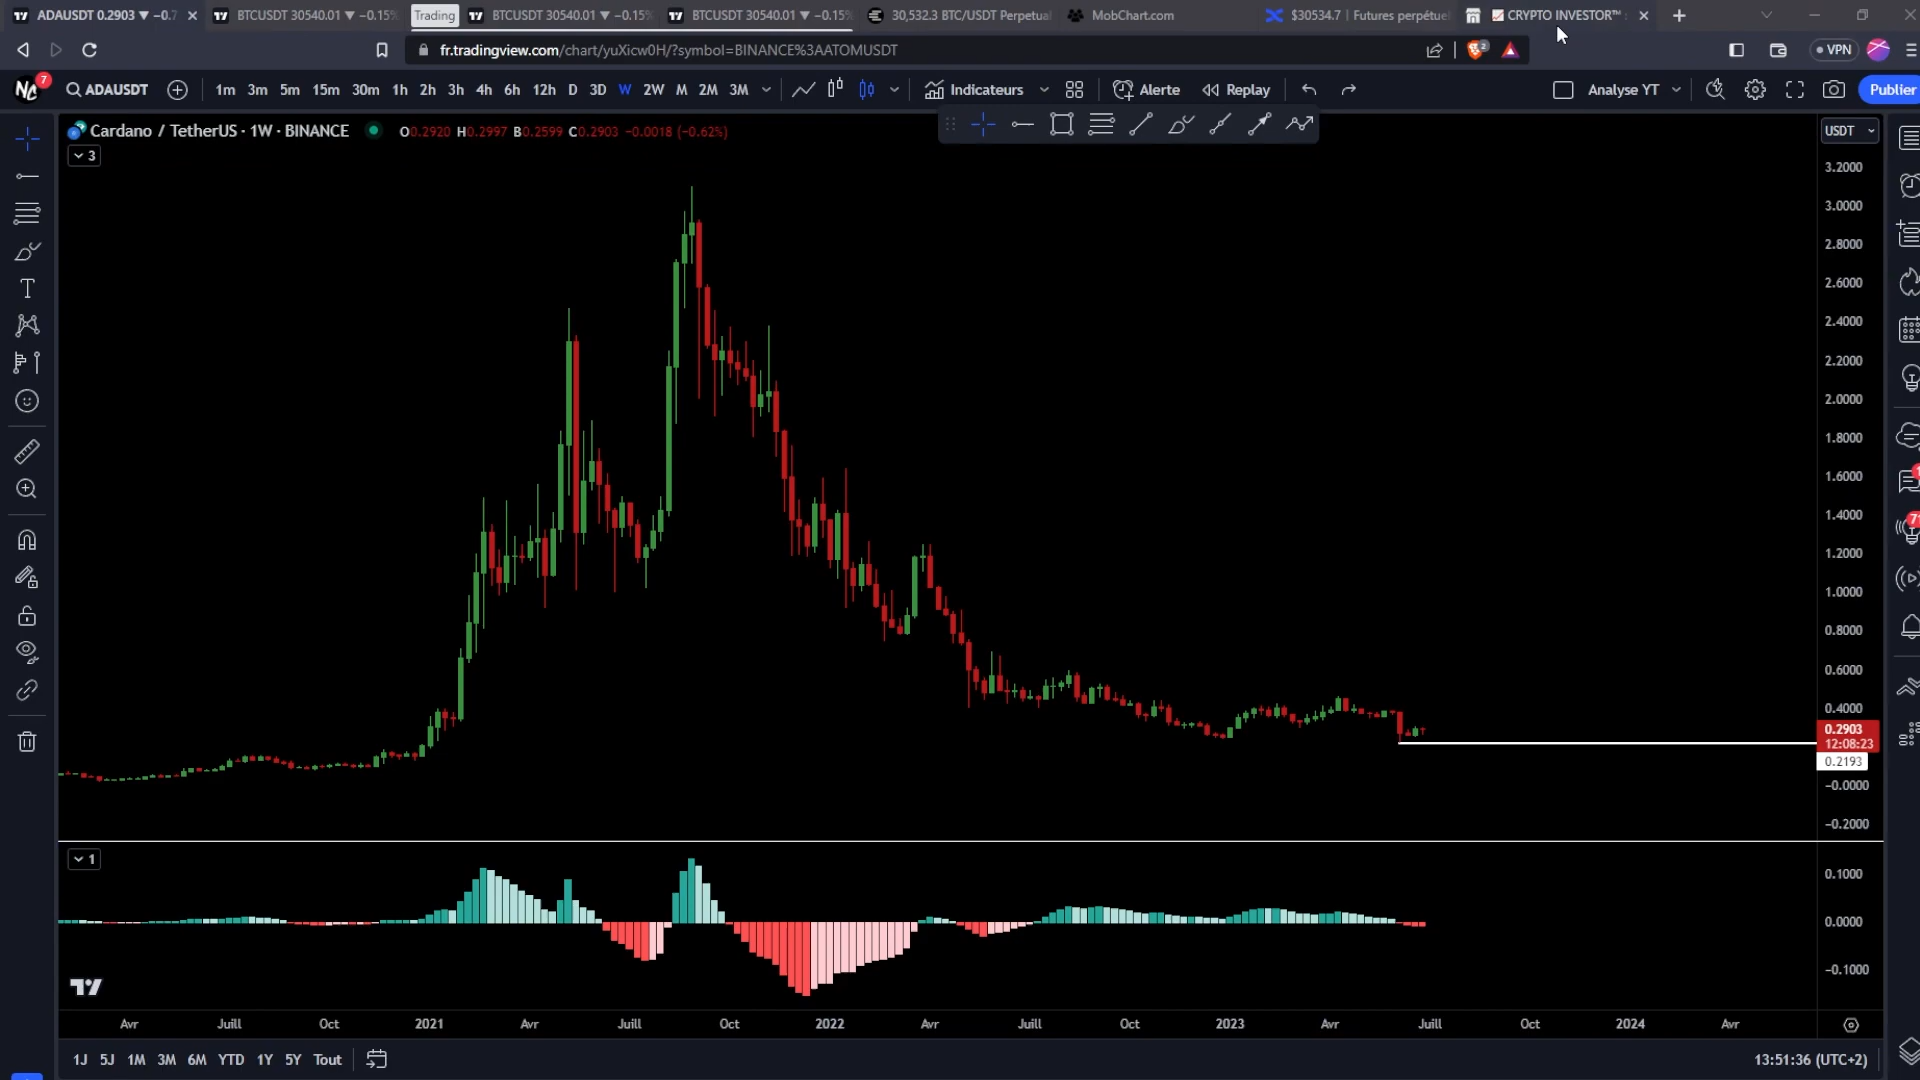 ADAUSDT 0.2903 ▼ −0.7
BTCUSDT 30540.01 ▼ −0.15%
Trading
BTCUSDT 30540.01 ▼ −0.15%
BTCUSDT 30540.01 ▼ −0.15%
30,532.3 BTC/USDT Perpetual
MobChart.com
$30534.7 | Futures perpétue
CRYPTO INVESTOR™
fr.tradingview.com/chart/yuXicw0H/?symbol=BINANCE%3AATOMUSDT
2
VPN
7
ADAUSDT
1m 3m 5m 15m 30m 1h 2h 3h 4h 6h 12h D 3D W 2W M 2M 3M
Indicateurs
Alerte
Replay
Analyse YT
Publier
Cardano / TetherUS · 1W · BINANCE
O0.2920 H0.2997 B0.2599 C0.2903 −0.0018 (−0.62%)
USDT
3
3.2000
3.0000
2.8000
2.6000
2.4000
2.2000
2.0000
1.8000
1.6000
1.4000
1.2000
1.0000
0.8000
0.6000
0.4000
0.2903
12:08:23
0.2193
−0.0000
−0.2000
1
0.1000
0.0000
−0.1000
Avr Juill Oct 2021 Avr Juill Oct 2022 Avr Juill Oct 2023 Avr Juill Oct 2024 Avr
1J 5J 1M 3M 6M YTD 1Y 5Y Tout
13:51:36 (UTC+2)